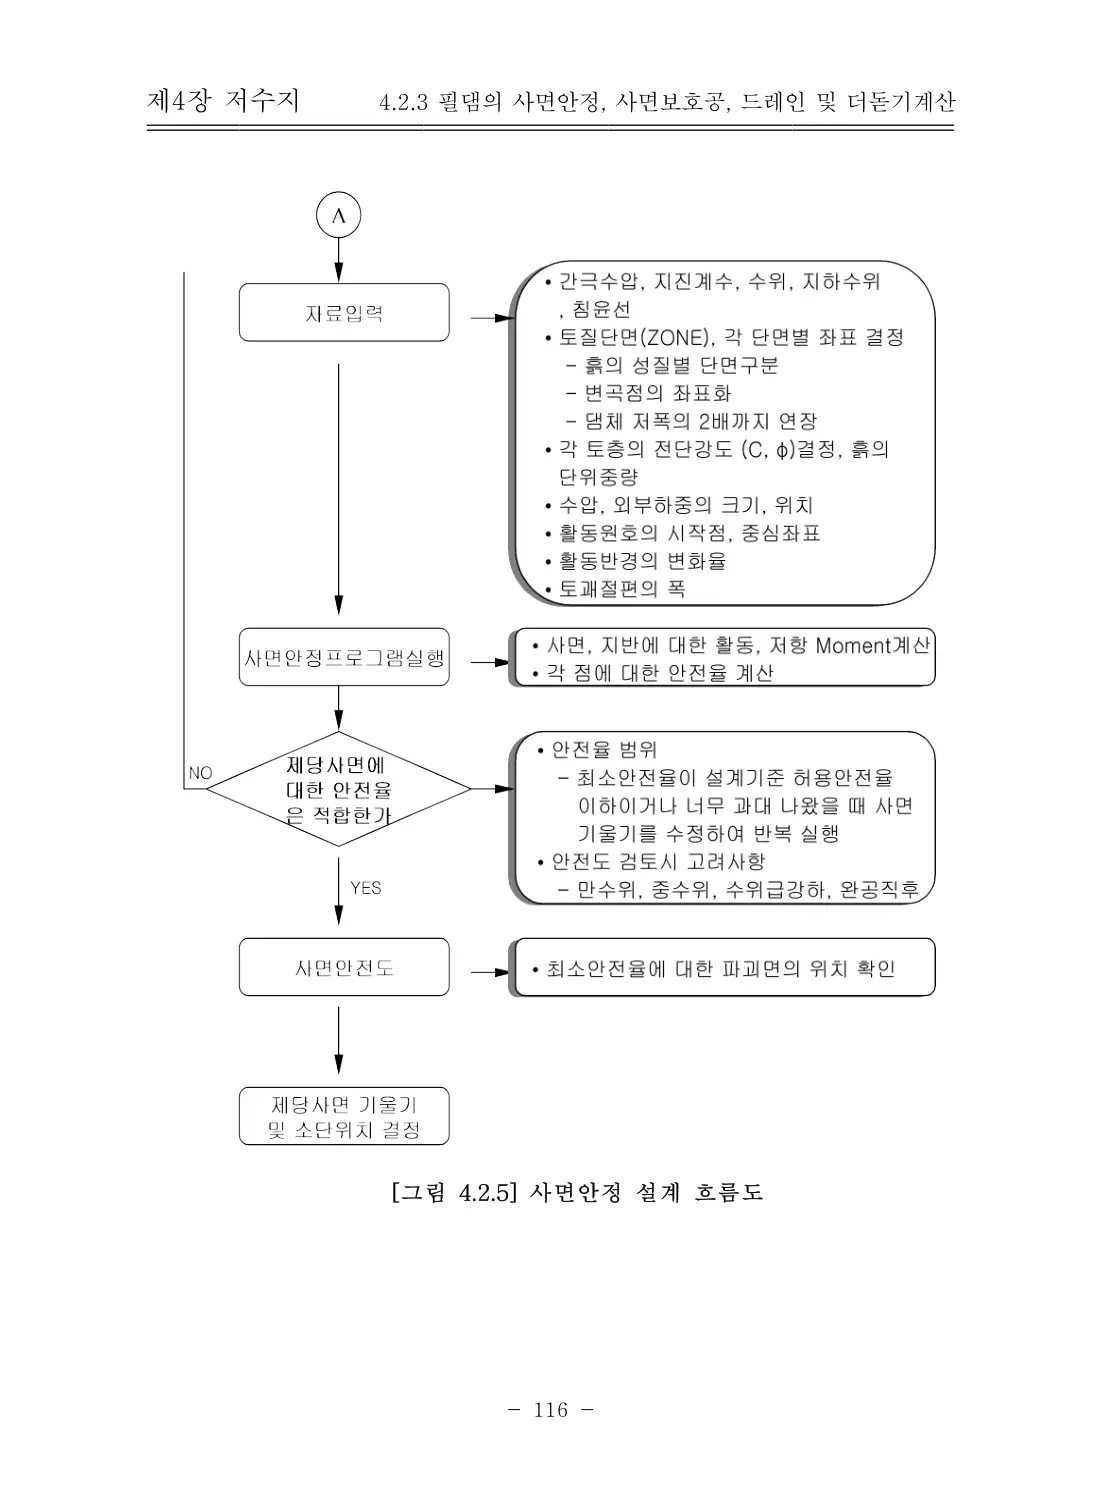 제4장 저수지 4.2.3 필댐의 사면안정, 사면보호공, 드레인 및 더돋기계산
A
자료입력
• 간극수압, 지진계수, 수위, 지하수위
, 침윤선
• 토질단면(ZONE), 각 단면별 좌표 결정
- 흙의 성질별 단면구분
- 변곡점의 좌표화
- 댐체 저폭의 2배까지 연장
• 각 토층의 전단강도 (C, φ)결정, 흙의
단위중량
• 수압, 외부하중의 크기, 위치
• 활동원호의 시작점, 중심좌표
• 활동반경의 변화율
• 토괘절편의 폭
사면안정프로그램실행
• 사면, 지반에 대한 활동, 저항 Moment계산
• 각 점에 대한 안전율 계산
NO
제당사면에
대한 안전율
은 적합한가
• 안전율 범위
- 최소안전율이 설계기준 허용안전율
이하이거나 너무 과대 나왔을 때 사면
기울기를 수정하여 반복 실행
• 안전도 검토시 고려사항
- 만수위, 중수위, 수위급강하, 완공직후
YES
사면안전도
• 최소안전율에 대한 파괴면의 위치 확인
제당사면 기울기
및 소단위치 결정
[그림 4.2.5] 사면안정 설계 흐름도
- 116 -